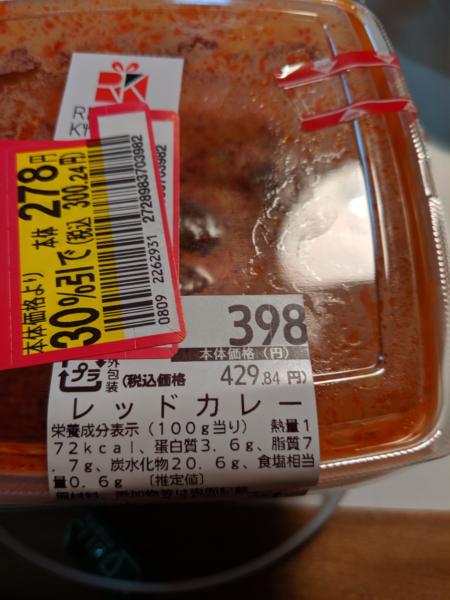 本体価格より
30%引で
本体 278円
(税込 300.24円)
2728983703982
0809 2262931
398
本体価格(円)
プラ
外包装
(税込価格 429.84 円)
レッドカレー
栄養成分表示(100g当り) 熱量1
72kcal、蛋白質3.6g、脂質7
.7g、炭水化物20.6g、食塩相当
量0.6g [推定値]